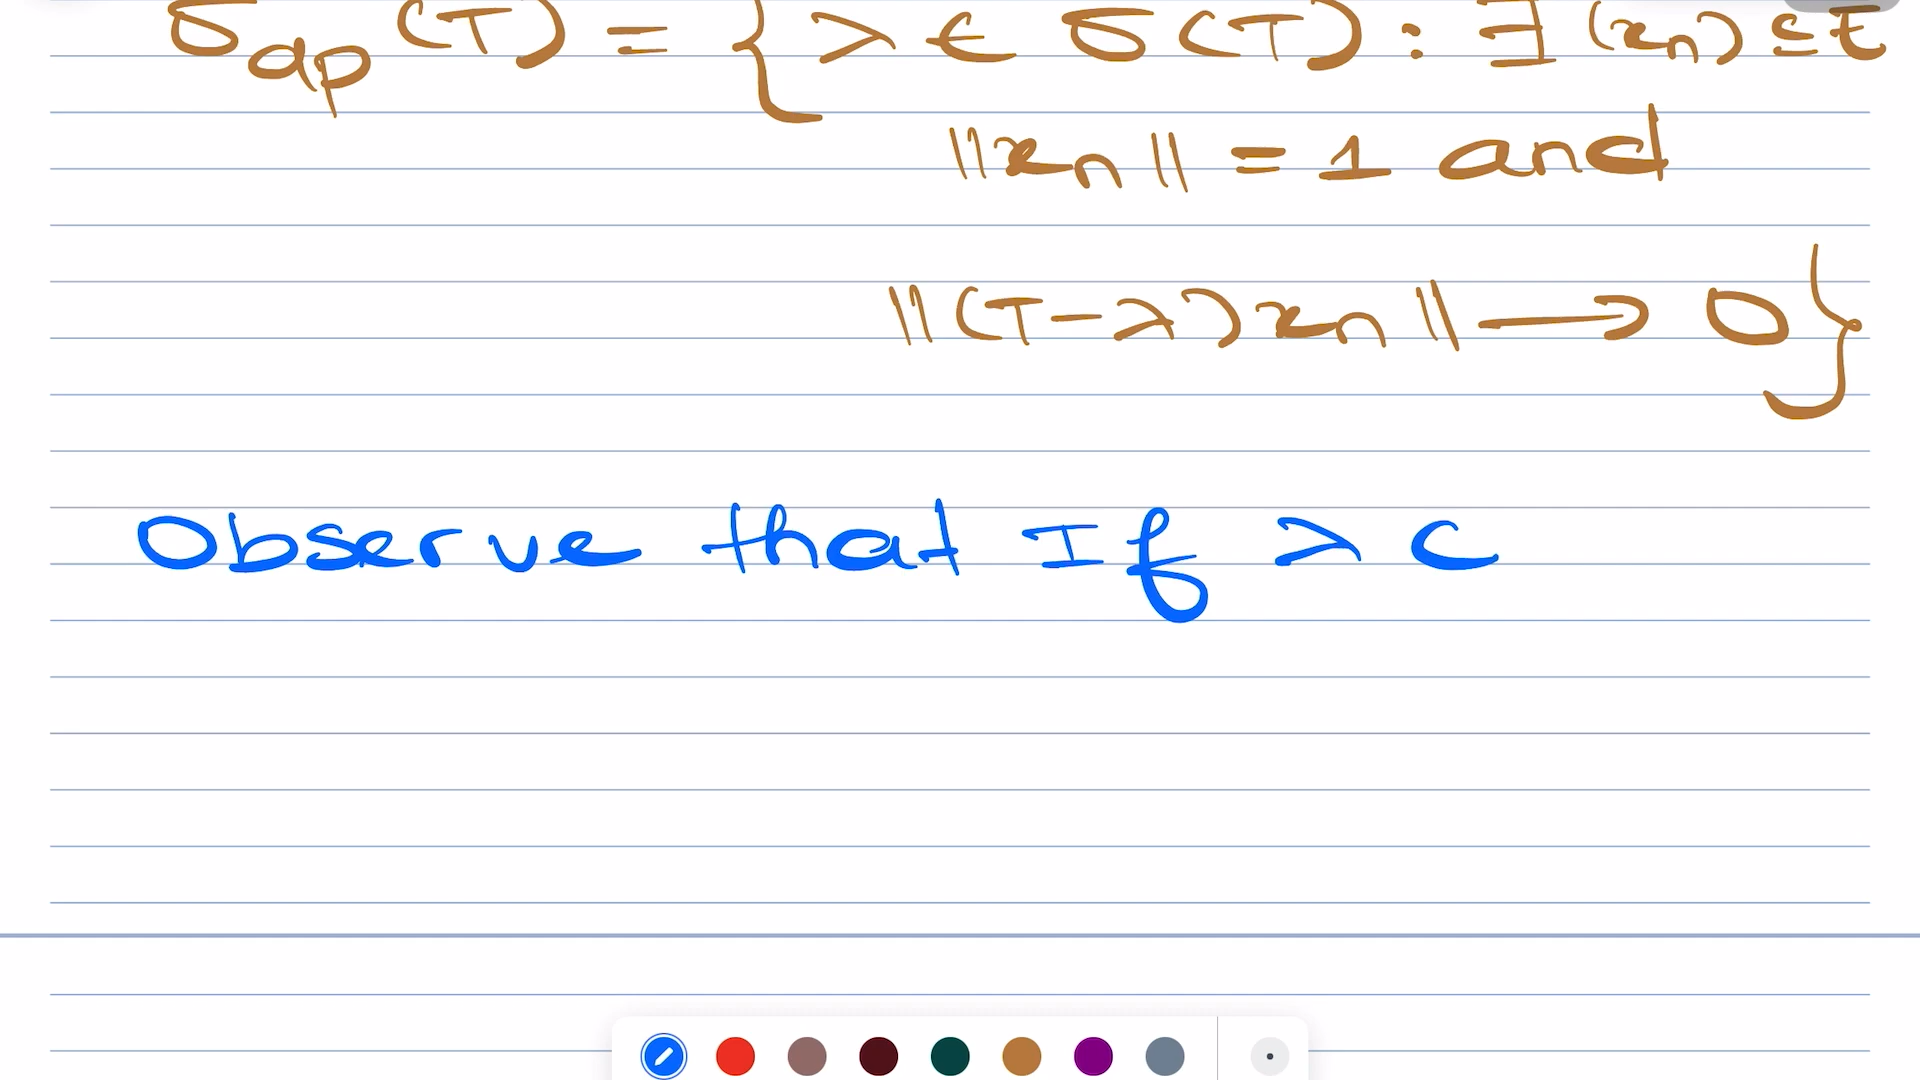 σap(T) = { λ ∈ σ(T) : ∃ (xn) ⊆ E
||xn|| = 1 and
||(T-λ)xn|| → 0 }
Observe that If λ c